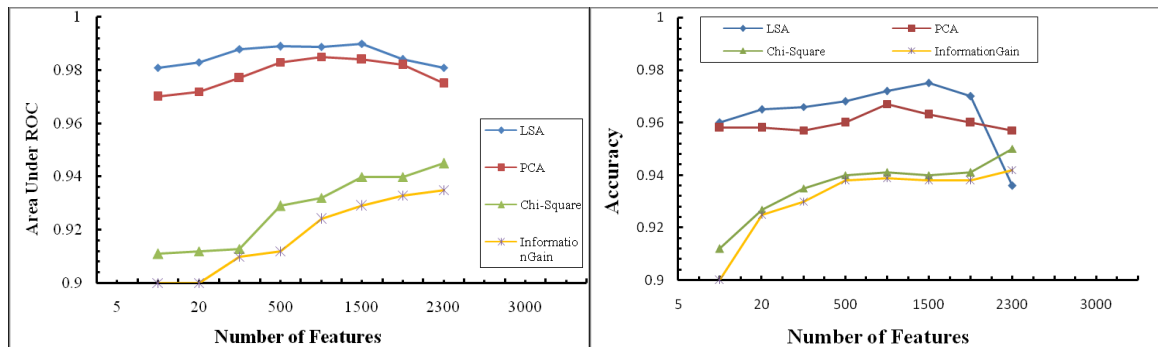 1
0.98
0.96
0.94
0.92
0.9
Area Under ROC
5 20 500 1500 2300 3000
Number of Features
LSA
PCA
Chi-Square
Informatio
nGain
1
0.98
0.96
0.94
0.92
0.9
Accuracy
5 20 500 1500 2300 3000
Number of Features
LSA PCA
Chi-Square InformationGain